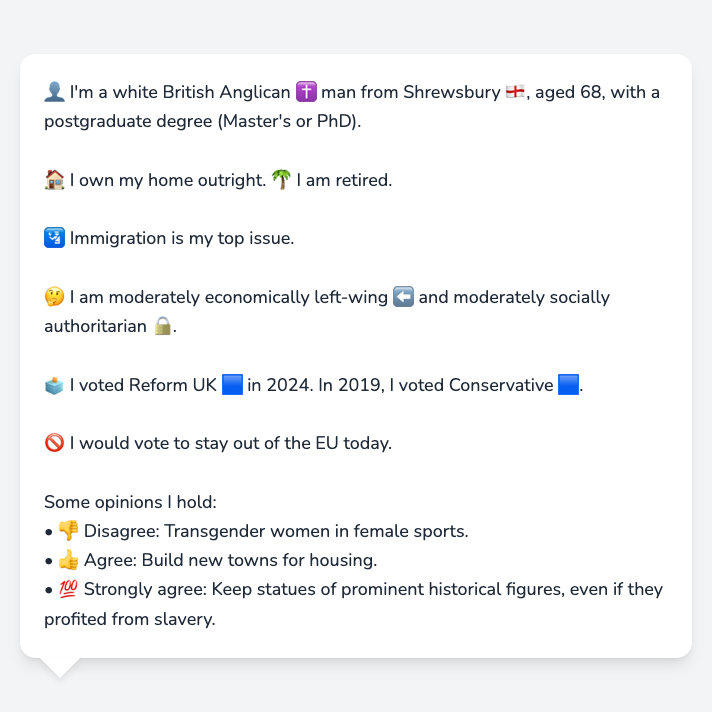 👤 I'm a white British Anglican ✝️ man from Shrewsbury 🏴󠁧󠁢󠁥󠁮󠁧󠁿, aged 68, with a
postgraduate degree (Master's or PhD).
🏠 I own my home outright. 🌴 I am retired.
🛂 Immigration is my top issue.
🤔 I am moderately economically left-wing ⬅️ and moderately socially
authoritarian 🔒.
🗳️ I voted Reform UK 🟦 in 2024. In 2019, I voted Conservative 🟦.
🚫 I would vote to stay out of the EU today.
Some opinions I hold:
• 👎 Disagree: Transgender women in female sports.
• 👍 Agree: Build new towns for housing.
• 💯 Strongly agree: Keep statues of prominent historical figures, even if they
profited from slavery.